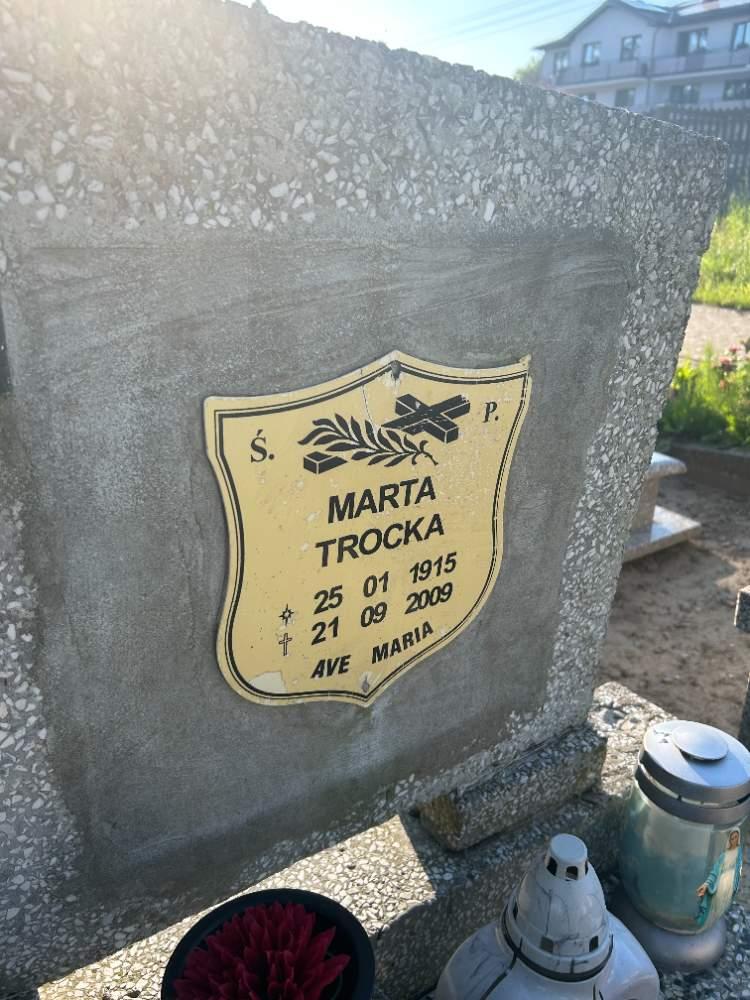 Ś. P.
MARTA
TROCKA
25 01 1915
21 09 2009
AVE MARIA